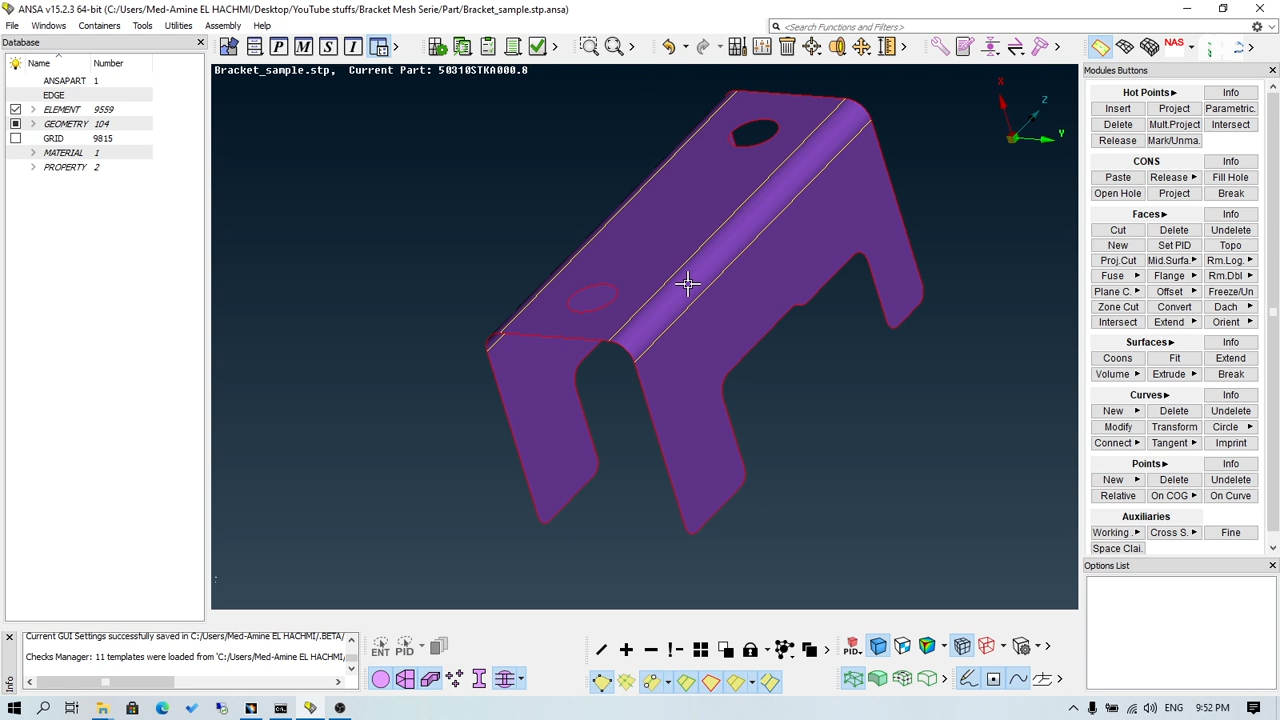 ANSA v15.2.3 64-bit (C:/Users/Med-Amine EL HACHMI/Desktop/YouTube stuffs/Bracket Mesh Serie/Part/Bracket_sample.stp.ansa)
File Windows Containers Tools Utilities Assembly Help
<Search Functions>
Database
P M S I
NAS
Name Number
ANSAPART 1
EDGE
ELEMENT 9559
GEOMETRY 104
GRID 9815
MATERIAL 1
PROPERTY 2
Bracket_sample.stp, Current Part: 50310STKA000.8
X
Z
Y
:
Modules Buttons
Hot Points Info
Insert Project Parametric.
Delete Mult.Project Intersect
Release Mark/Unma.
CONS Info
Paste Release Fill Hole
Open Hole Project Break
Faces Info
Cut Delete Undelete
New Set PID Topo
Proj.Cut Mid.Surfa. Rm.Log.
Fuse Flange Rm.Dbl
Plane C. Offset Freeze/Un
Zone Cut Convert Dach
Intersect Extend Orient
Surfaces Info
Coons Fit Extend
Volume Extrude Break
Curves Info
New Delete Undelete
Modify Transform Circle
Connect Tangent Imprint
Points Info
New Delete Undelete
Relative On COG On Curve
Auxiliaries
Working . Cross S. Fine
Space Clai.
Options List
Info
Current GUI Settings successfully saved in C:/Users/Med-Amine EL HACHMI/.BETA/
Checks Manager: 11 templates were loaded from 'C:/Users/Med-Amine EL HACHMI/
ENT PID
PID
ENG 9:52 PM